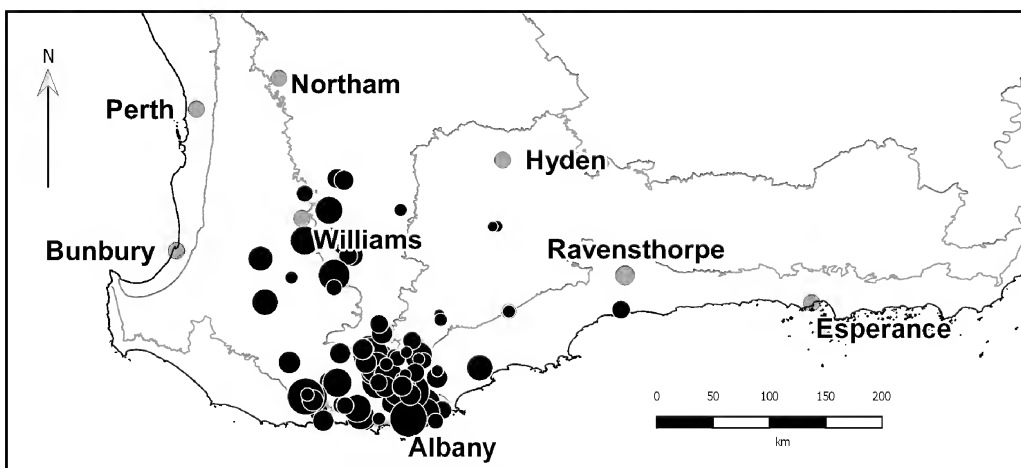 N
Northam
Perth
Hyden
Williams
Bunbury
Ravensthorpe
Esperance
0 50 100 150 200
km
Albany